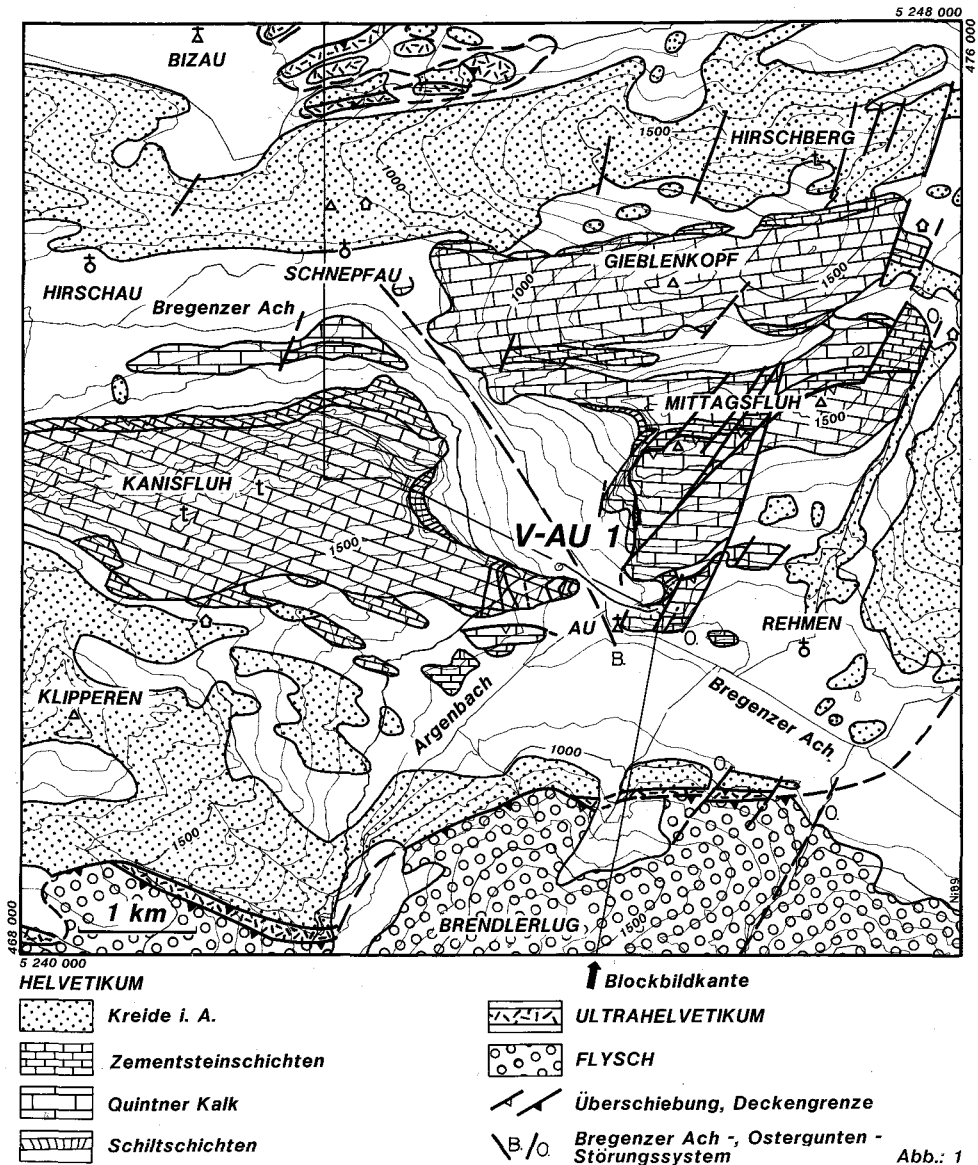 5 248 000
476 000
BIZAU
1500
HIRSCHBERG
1000
SCHNEPFAU
GIEBLENKOPF
HIRSCHAU
1000
1500
Bregenzer Ach
O.
MITTAGSFLUH
1500
KANISFLUH
t
t
1500
V-AU 1
AU
B.
O.
REHMEN
KLIPPEREN
Argenbach
Bregenzer Ach
1000
O.
1500
O.
Ni89
1 km
BRENDLERLUG
1500
468 000
5 240 000
HELVETIKUM
Blockbildkante
Kreide i. A.
ULTRAHELVETIKUM
Zementsteinschichten
FLYSCH
Quintner Kalk
Überschiebung, Deckengrenze
Schiltschichten
B. O. Bregenzer Ach -, Ostergunten -
Störungssystem
Abb.: 1